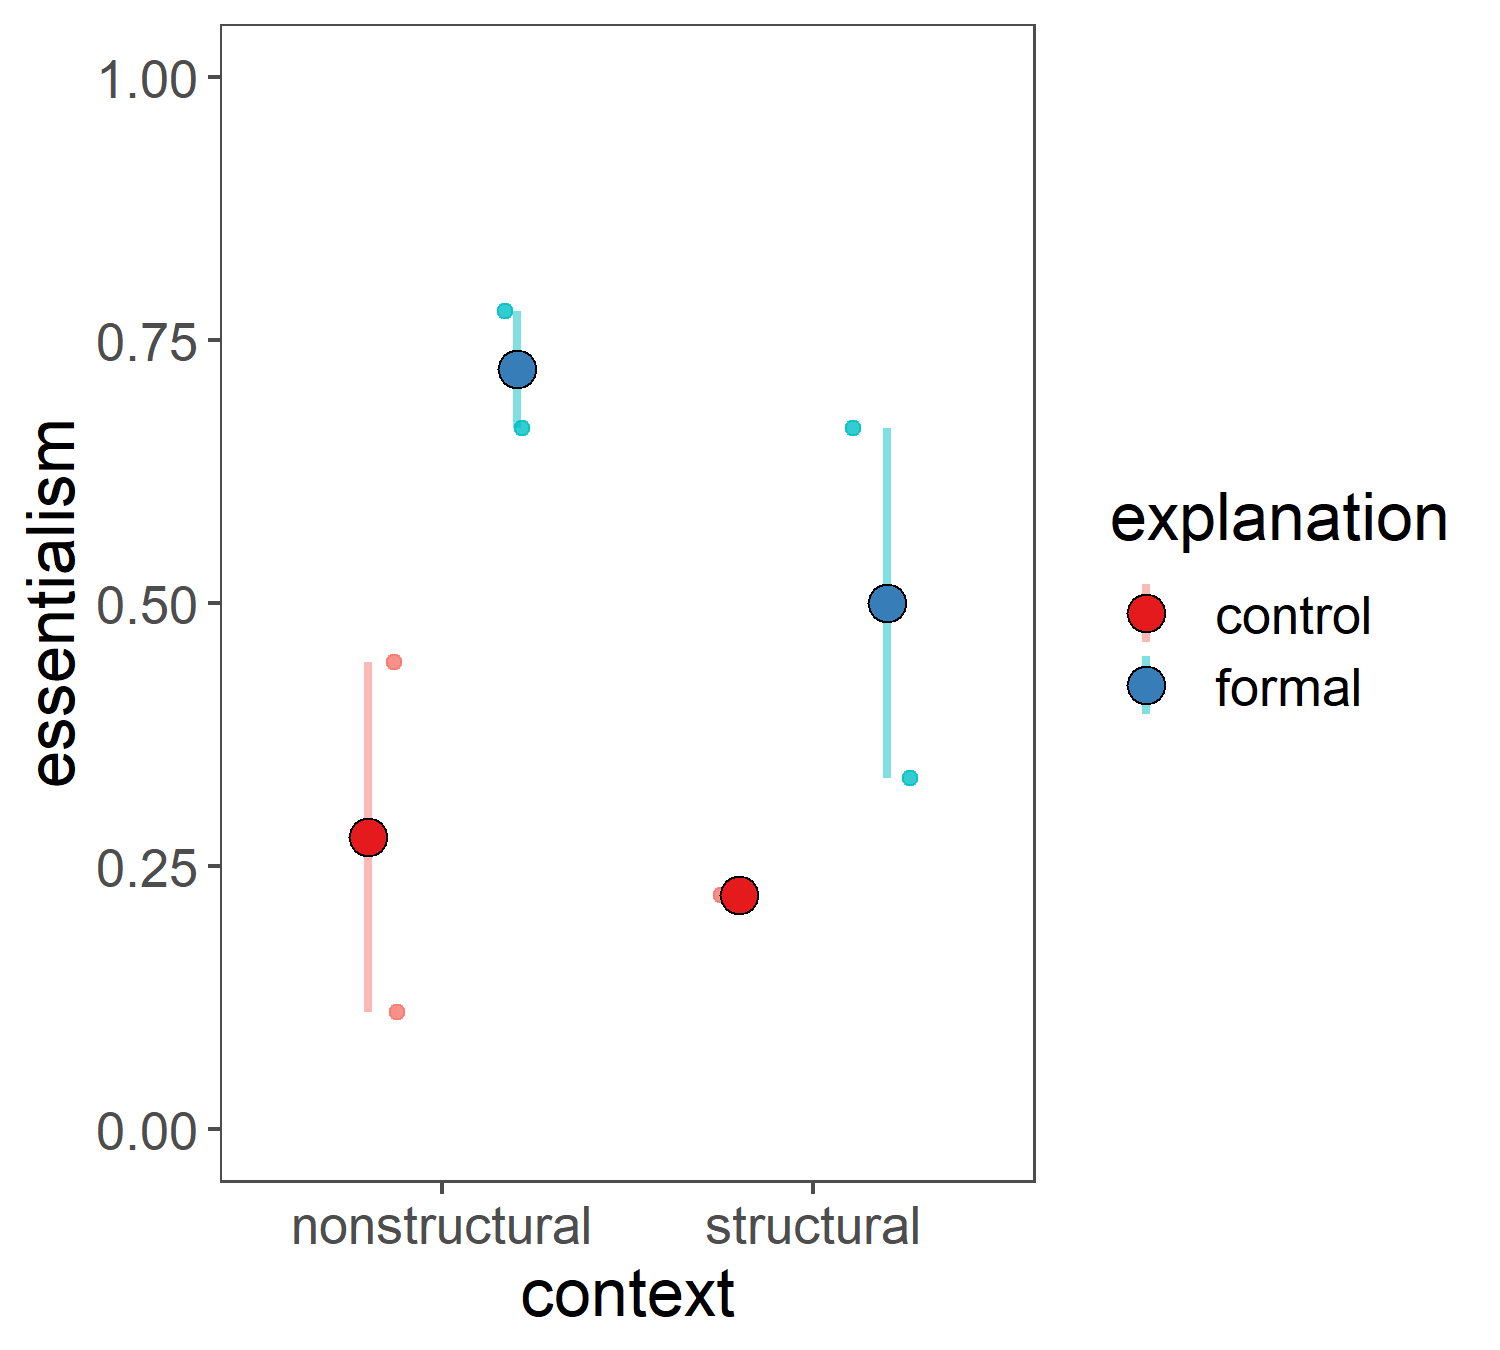 1.00
0.75
0.50
0.25
0.00
essentialism
nonstructural
structural
context
explanation
control
formal